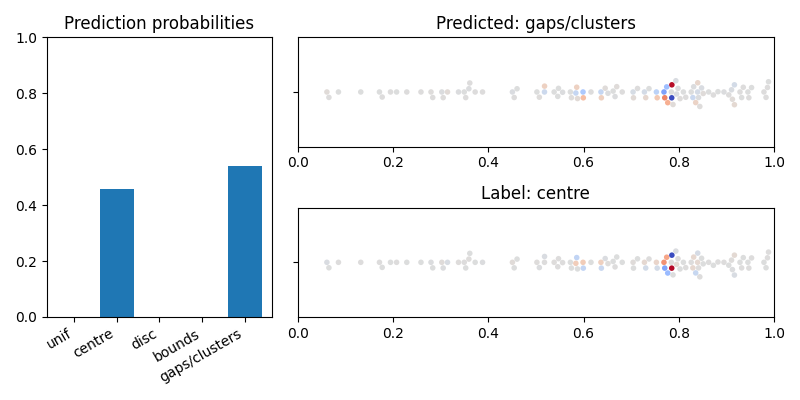 Prediction probabilities
1.0
0.8
0.6
0.4
0.2
0.0
unif
centre
disc
bounds
gaps/clusters
Predicted: gaps/clusters
0.0 0.2 0.4 0.6 0.8 1.0
Label: centre
0.0 0.2 0.4 0.6 0.8 1.0